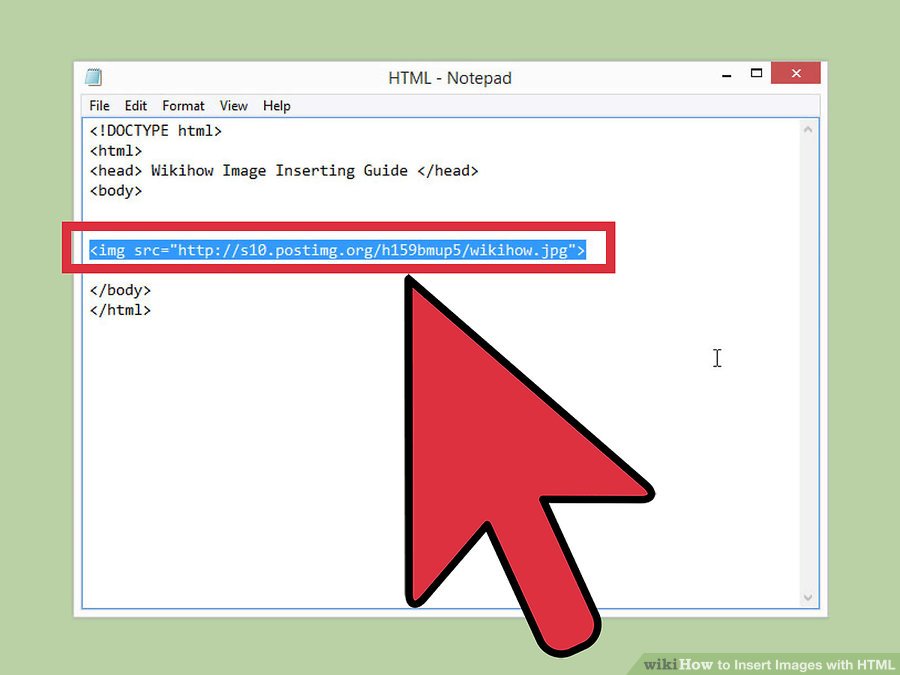 HTML - Notepad
File Edit Format View Help
<!DOCTYPE html>
<html>
<head> Wikihow Image Inserting Guide </head>
<body>
<img src="http://s10.postimg.org/h159bmup5/wikihow.jpg">
</body>
</html>
wikiHow to Insert Images with HTML